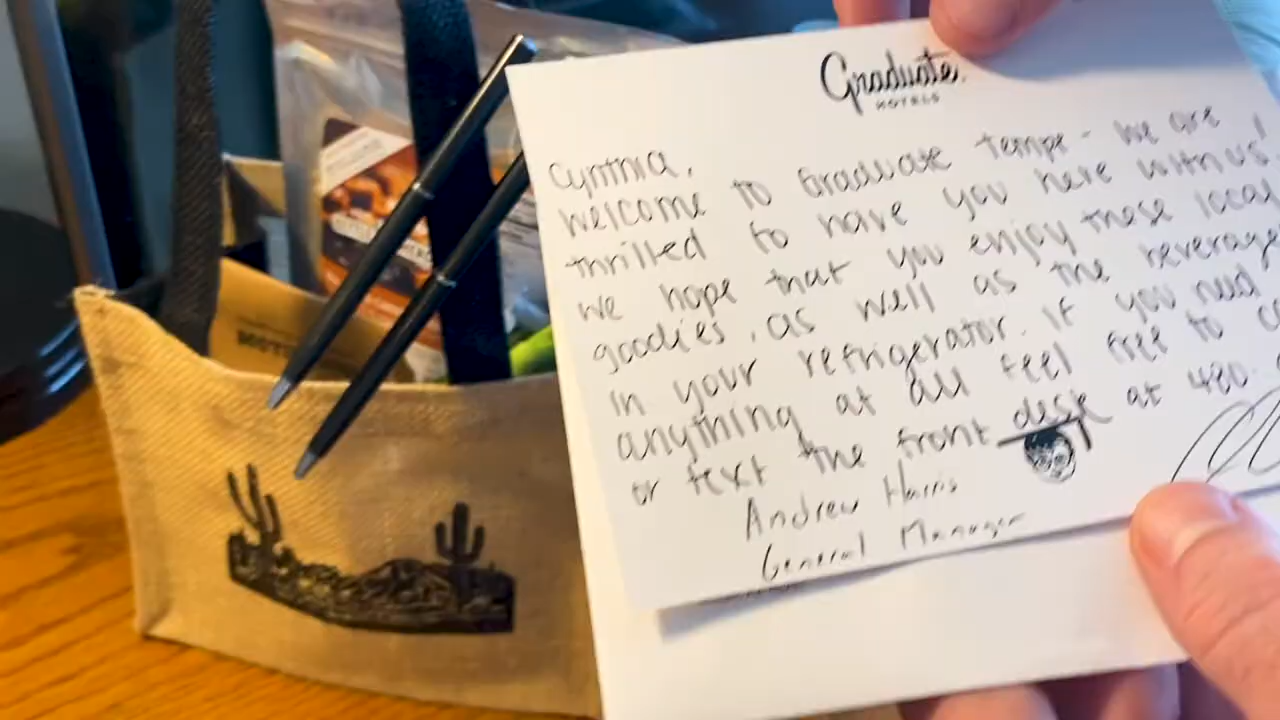 Graduate.
HOTELS
Cynthia,
welcome to Graduate Tempe - we are
thrilled to have you here with us!
we hope that you enjoy these local
goodies, as well as the beverages
in your refrigerator. If you need
anything at all feel free to
or text the front desk at 480
Andrew Harris
General Manager